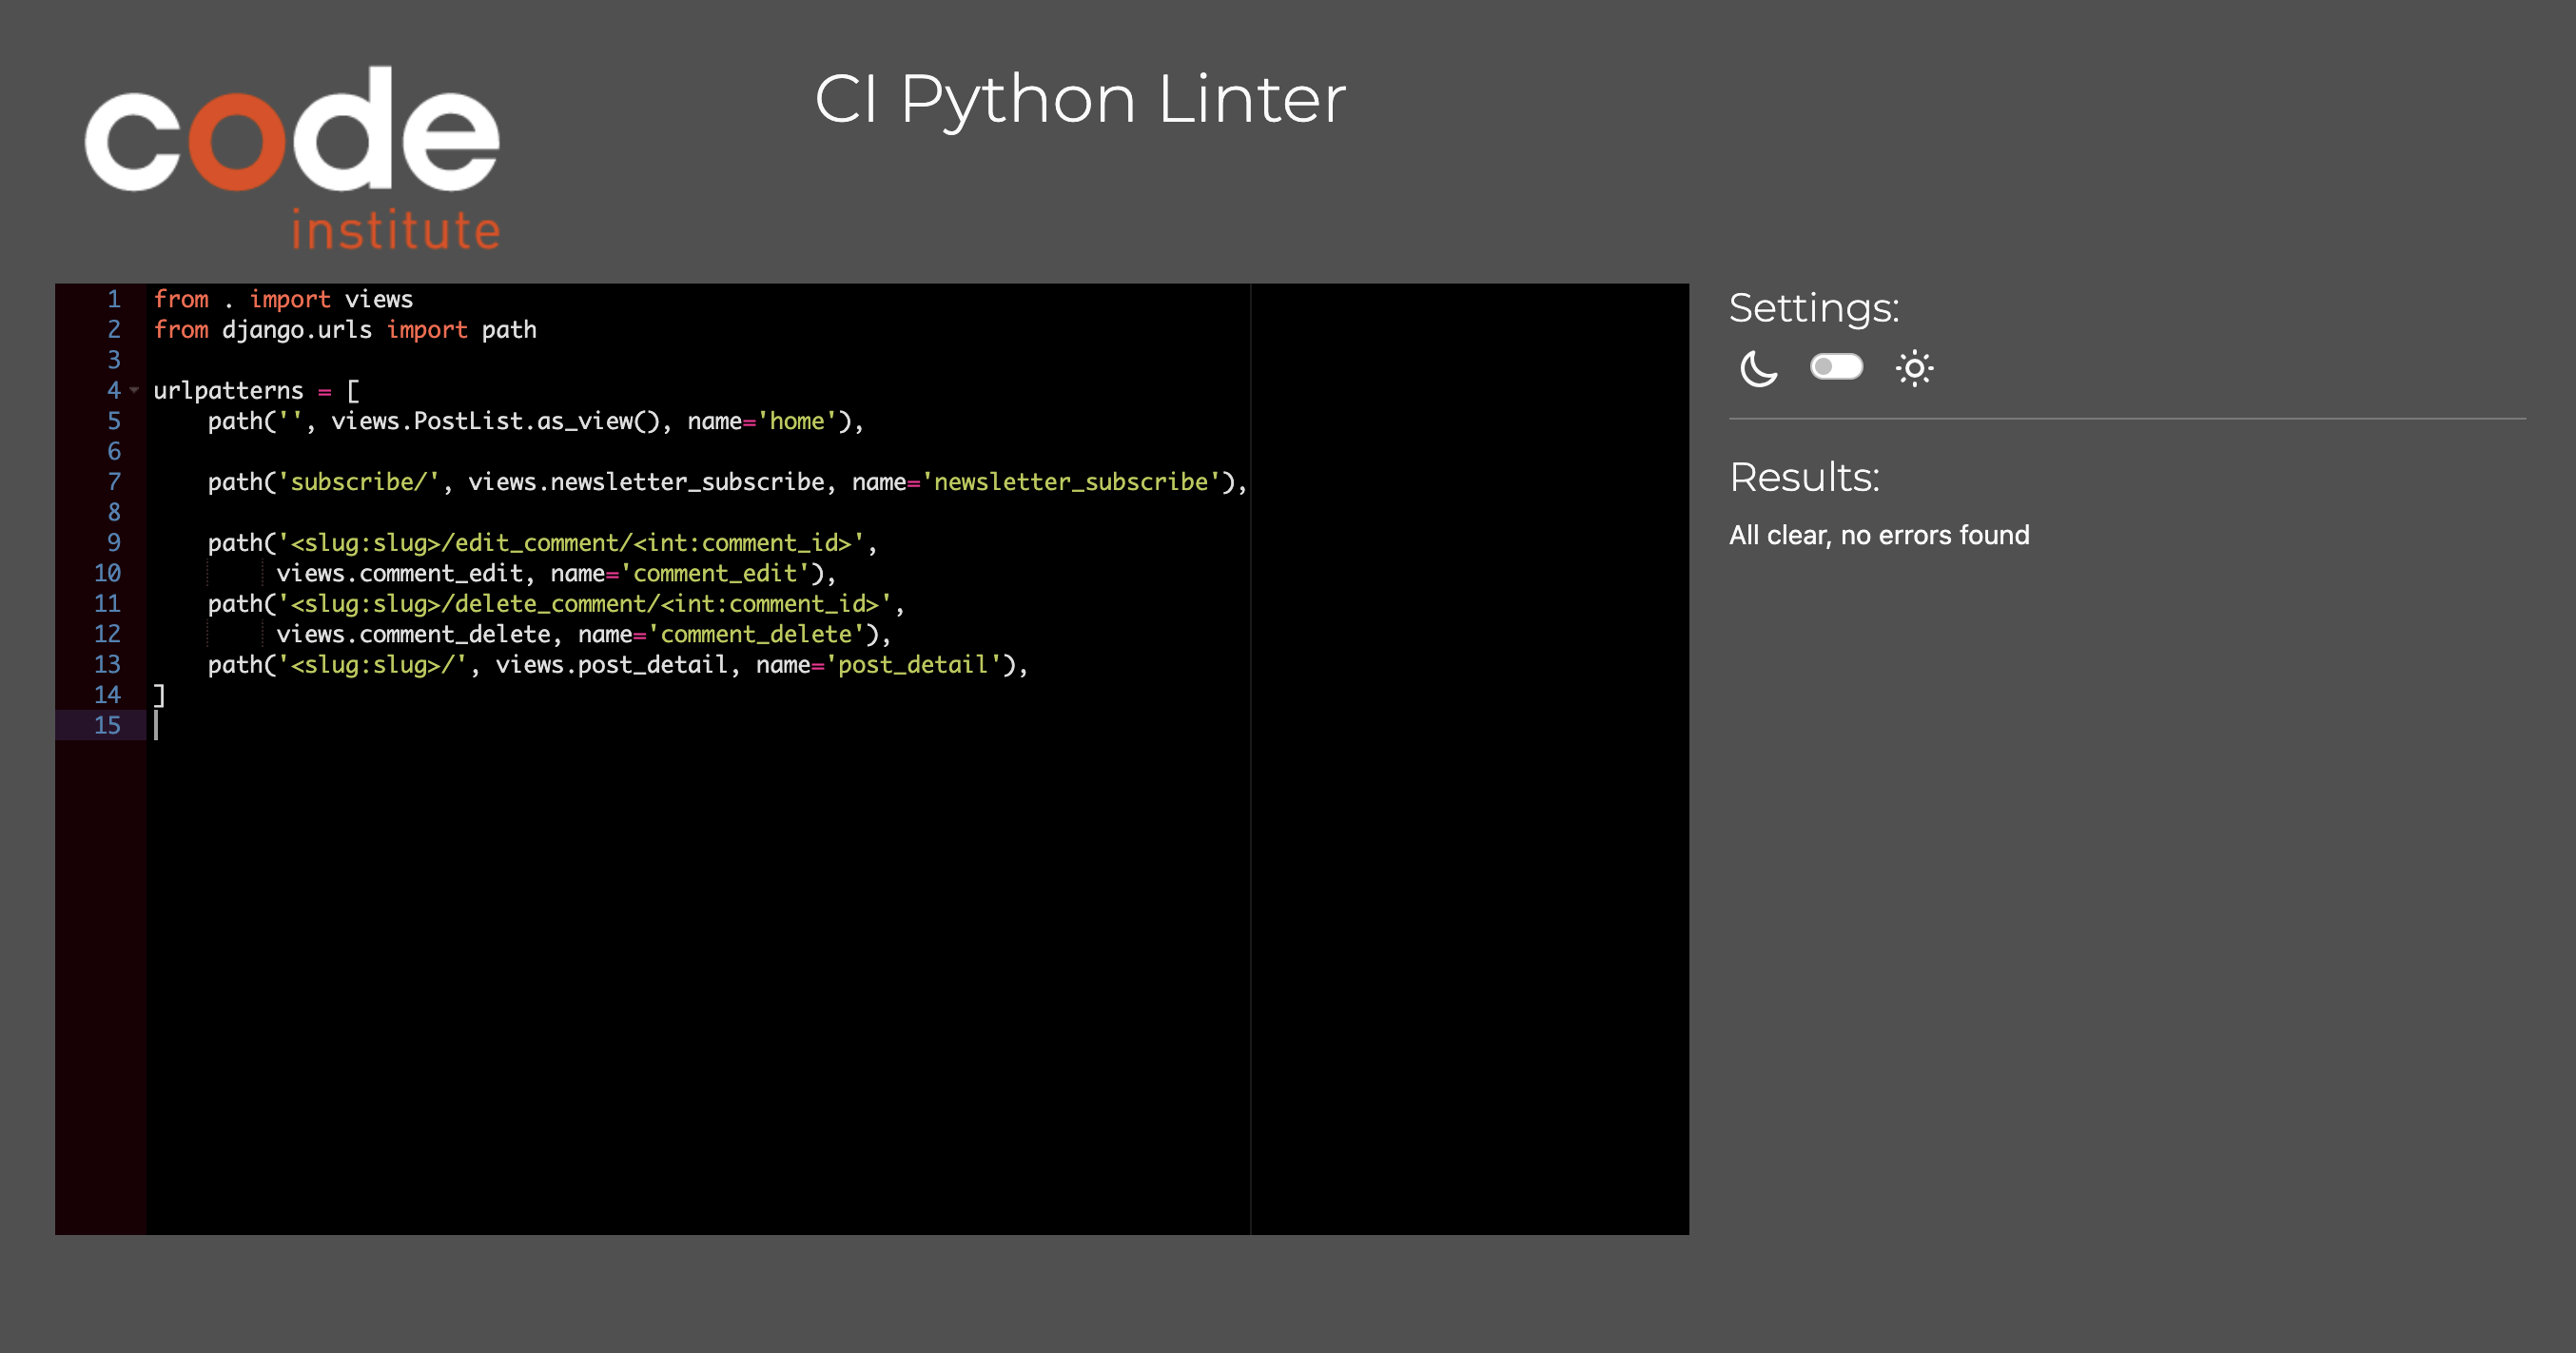 code
institute
CI Python Linter
1 from . import views
2 from django.urls import path
3
4 urlpatterns = [
5     path('', views.PostList.as_view(), name='home'),
6
7     path('subscribe/', views.newsletter_subscribe, name='newsletter_subscribe'),
8
9     path('<slug:slug>/edit_comment/<int:comment_id>',
10          views.comment_edit, name='comment_edit'),
11     path('<slug:slug>/delete_comment/<int:comment_id>',
12          views.comment_delete, name='comment_delete'),
13     path('<slug:slug>/', views.post_detail, name='post_detail'),
14 ]
15
Settings:
Results:
All clear, no errors found